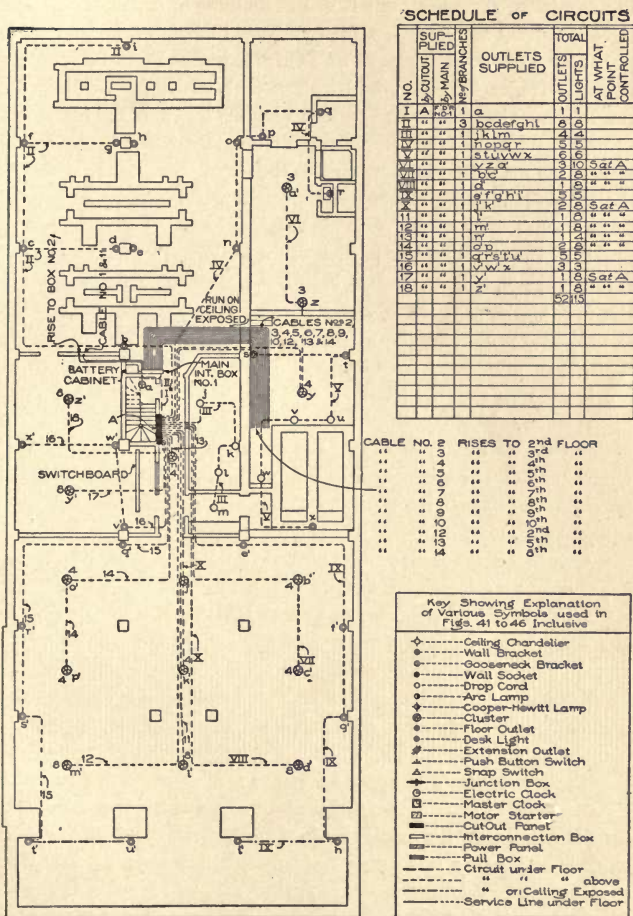 SCHEDULE OF CIRCUITS
NO. SUPPLIED by CUTOUT by MAIN No of BRANCHES OUTLETS SUPPLIED TOTAL OUTLETS LIGHTS AT WHAT POINT CONTROLLED
I A NO.1 1 a 1 1
II " " 3 bcdefghi 8 8
III " " 1 jklm 4 4
IV " " 1 nopqr 5 5
V " " 1 stuvwx 6 6
VI " " 1 y z a' 3 10 S at A
VII " " 1 b'c' 2 8 " " "
VIII " " 1 d' 1 8 " " "
IX " " 1 e'f'g'h'i' 5 5
X " " 1 j'k' 2 8 S at A
11 " " 1 l' 1 8 " " "
12 " " 1 m' 1 8 " " "
13 " " 1 n' 1 4 " " "
14 " " 1 o'p' 2 8 " " "
15 " " 1 q'r's't'u' 5 5
16 " " 1 v'w'x' 3 3
17 " " 1 y' 1 8 S at A
18 " " 1 z' 1 8 " " "
52 115
RISE TO BOX NO. 2
CABLE NO. 1 & 11
RUN ON CEILING EXPOSED
CABLES NOS 2,
3,4,5,6,7,8,9,
10,12, 13 & 14
BATTERY CABINET
MAIN INT. BOX NO. 1
SWITCHBOARD
CABLE NO. 2 RISES TO 2nd FLOOR
" " 3 " " 3rd "
" " 4 " " 4th "
" " 5 " " 5th "
" " 6 " " 6th "
" " 7 " " 7th "
" " 8 " " 8th "
" " 9 " " 9th "
" " 10 " " 10th "
" " 12 " " 2nd "
" " 13 " " 5th "
" " 14 " " 8th "
Key Showing Explanation
of Various Symbols used in
Figs. 41 to 46 Inclusive
Ceiling Chandelier
Wall Bracket
Gooseneck Bracket
Wall Socket
Drop Cord
Arc Lamp
Cooper-Hewitt Lamp
Cluster
Floor Outlet
Desk Light
Extension Outlet
Push Button Switch
Snap Switch
Junction Box
Electric Clock
Master Clock
Motor Starter
CutOut Panel
Interconnection Box
Power Panel
Pull Box
Circuit under Floor
" " above
" or Ceiling Exposed
Service Line under Floor